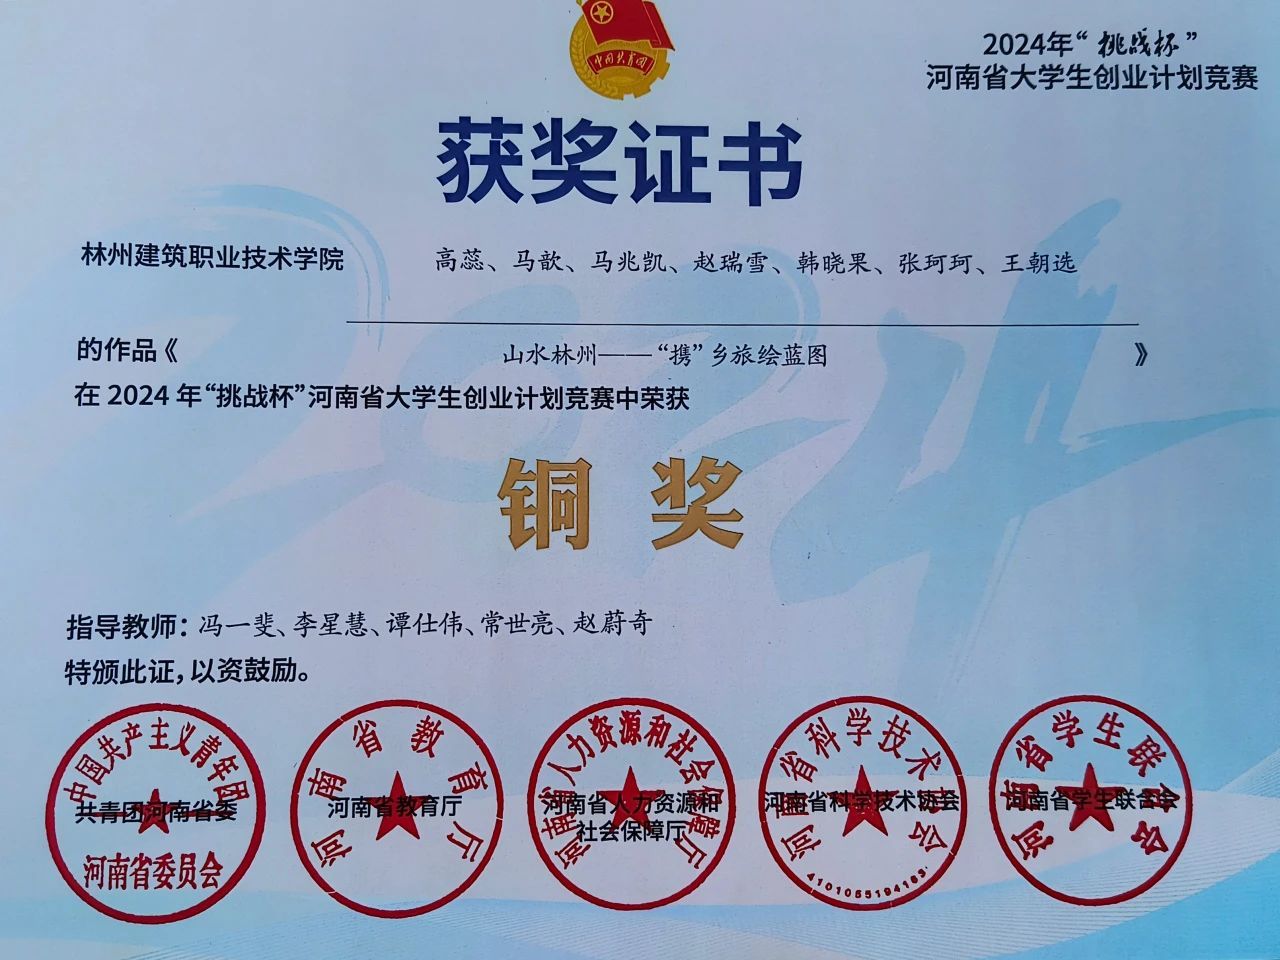 中国共青团
2024年“挑战杯”
河南省大学生创业计划竞赛
获奖证书
林州建筑职业技术学院 高蕊、马歆、马兆凯、赵瑞雪、韩晓果、张珂珂、王朝选
的作品《 山水林州——“携”乡旅绘蓝图 》
在 2024 年“挑战杯”河南省大学生创业计划竞赛中荣获
铜奖
指导教师：冯一斐、李星慧、谭仕伟、常世亮、赵蔚奇
特颁此证，以资鼓励。
中国共产主义青年团
共青团河南省委
河南省委员会
河南省教育厅
河南省教育厅
河南省人力资源和社会保障厅
河南省人力资源和
社会保障厅
河南省科学技术协会
河南省科学技术协会
4101055194183
河南省学生联合会
河南省学生联合会